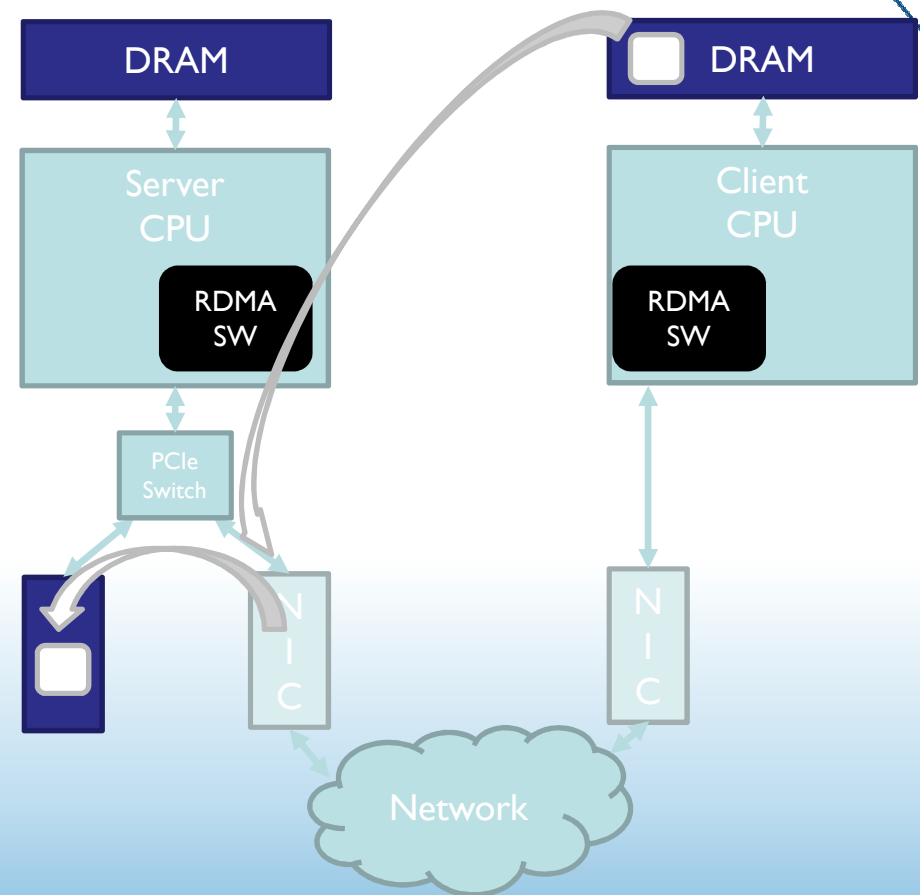 DRAM
DRAM
Server
CPU
Client
CPU
RDMA
SW
RDMA
SW
PCIe
Switch
N
I
C
N
I
C
Network